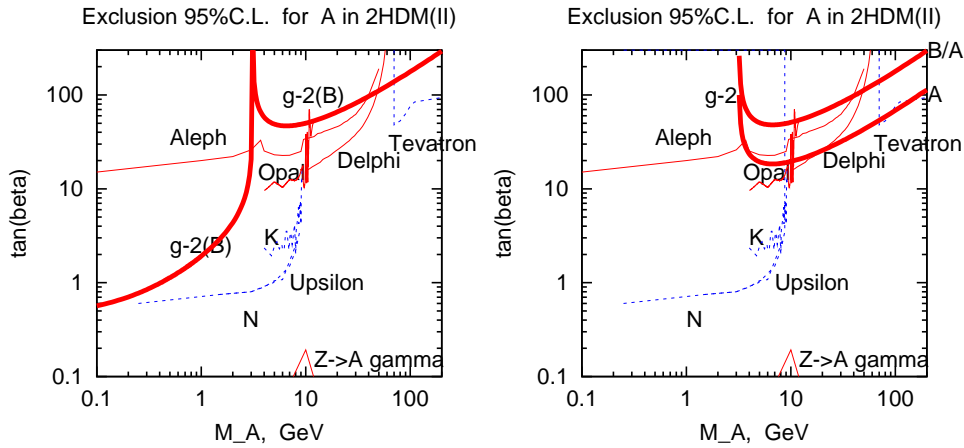 Exclusion 95%C.L. for A in 2HDM(II)
100
10
1
0.1
tan(beta)
g-2(B)
Aleph
Tevatron
Opal
Delphi
K
g-2(B)
Upsilon
N
Z->A gamma
0.1
1
10
100
M_A, GeV
Exclusion 95%C.L. for A in 2HDM(II)
100
10
1
0.1
tan(beta)
B/A
g-2
A
Aleph
Tevatron
Opal
Delphi
K
Upsilon
N
Z->A gamma
0.1
1
10
100
M_A, GeV